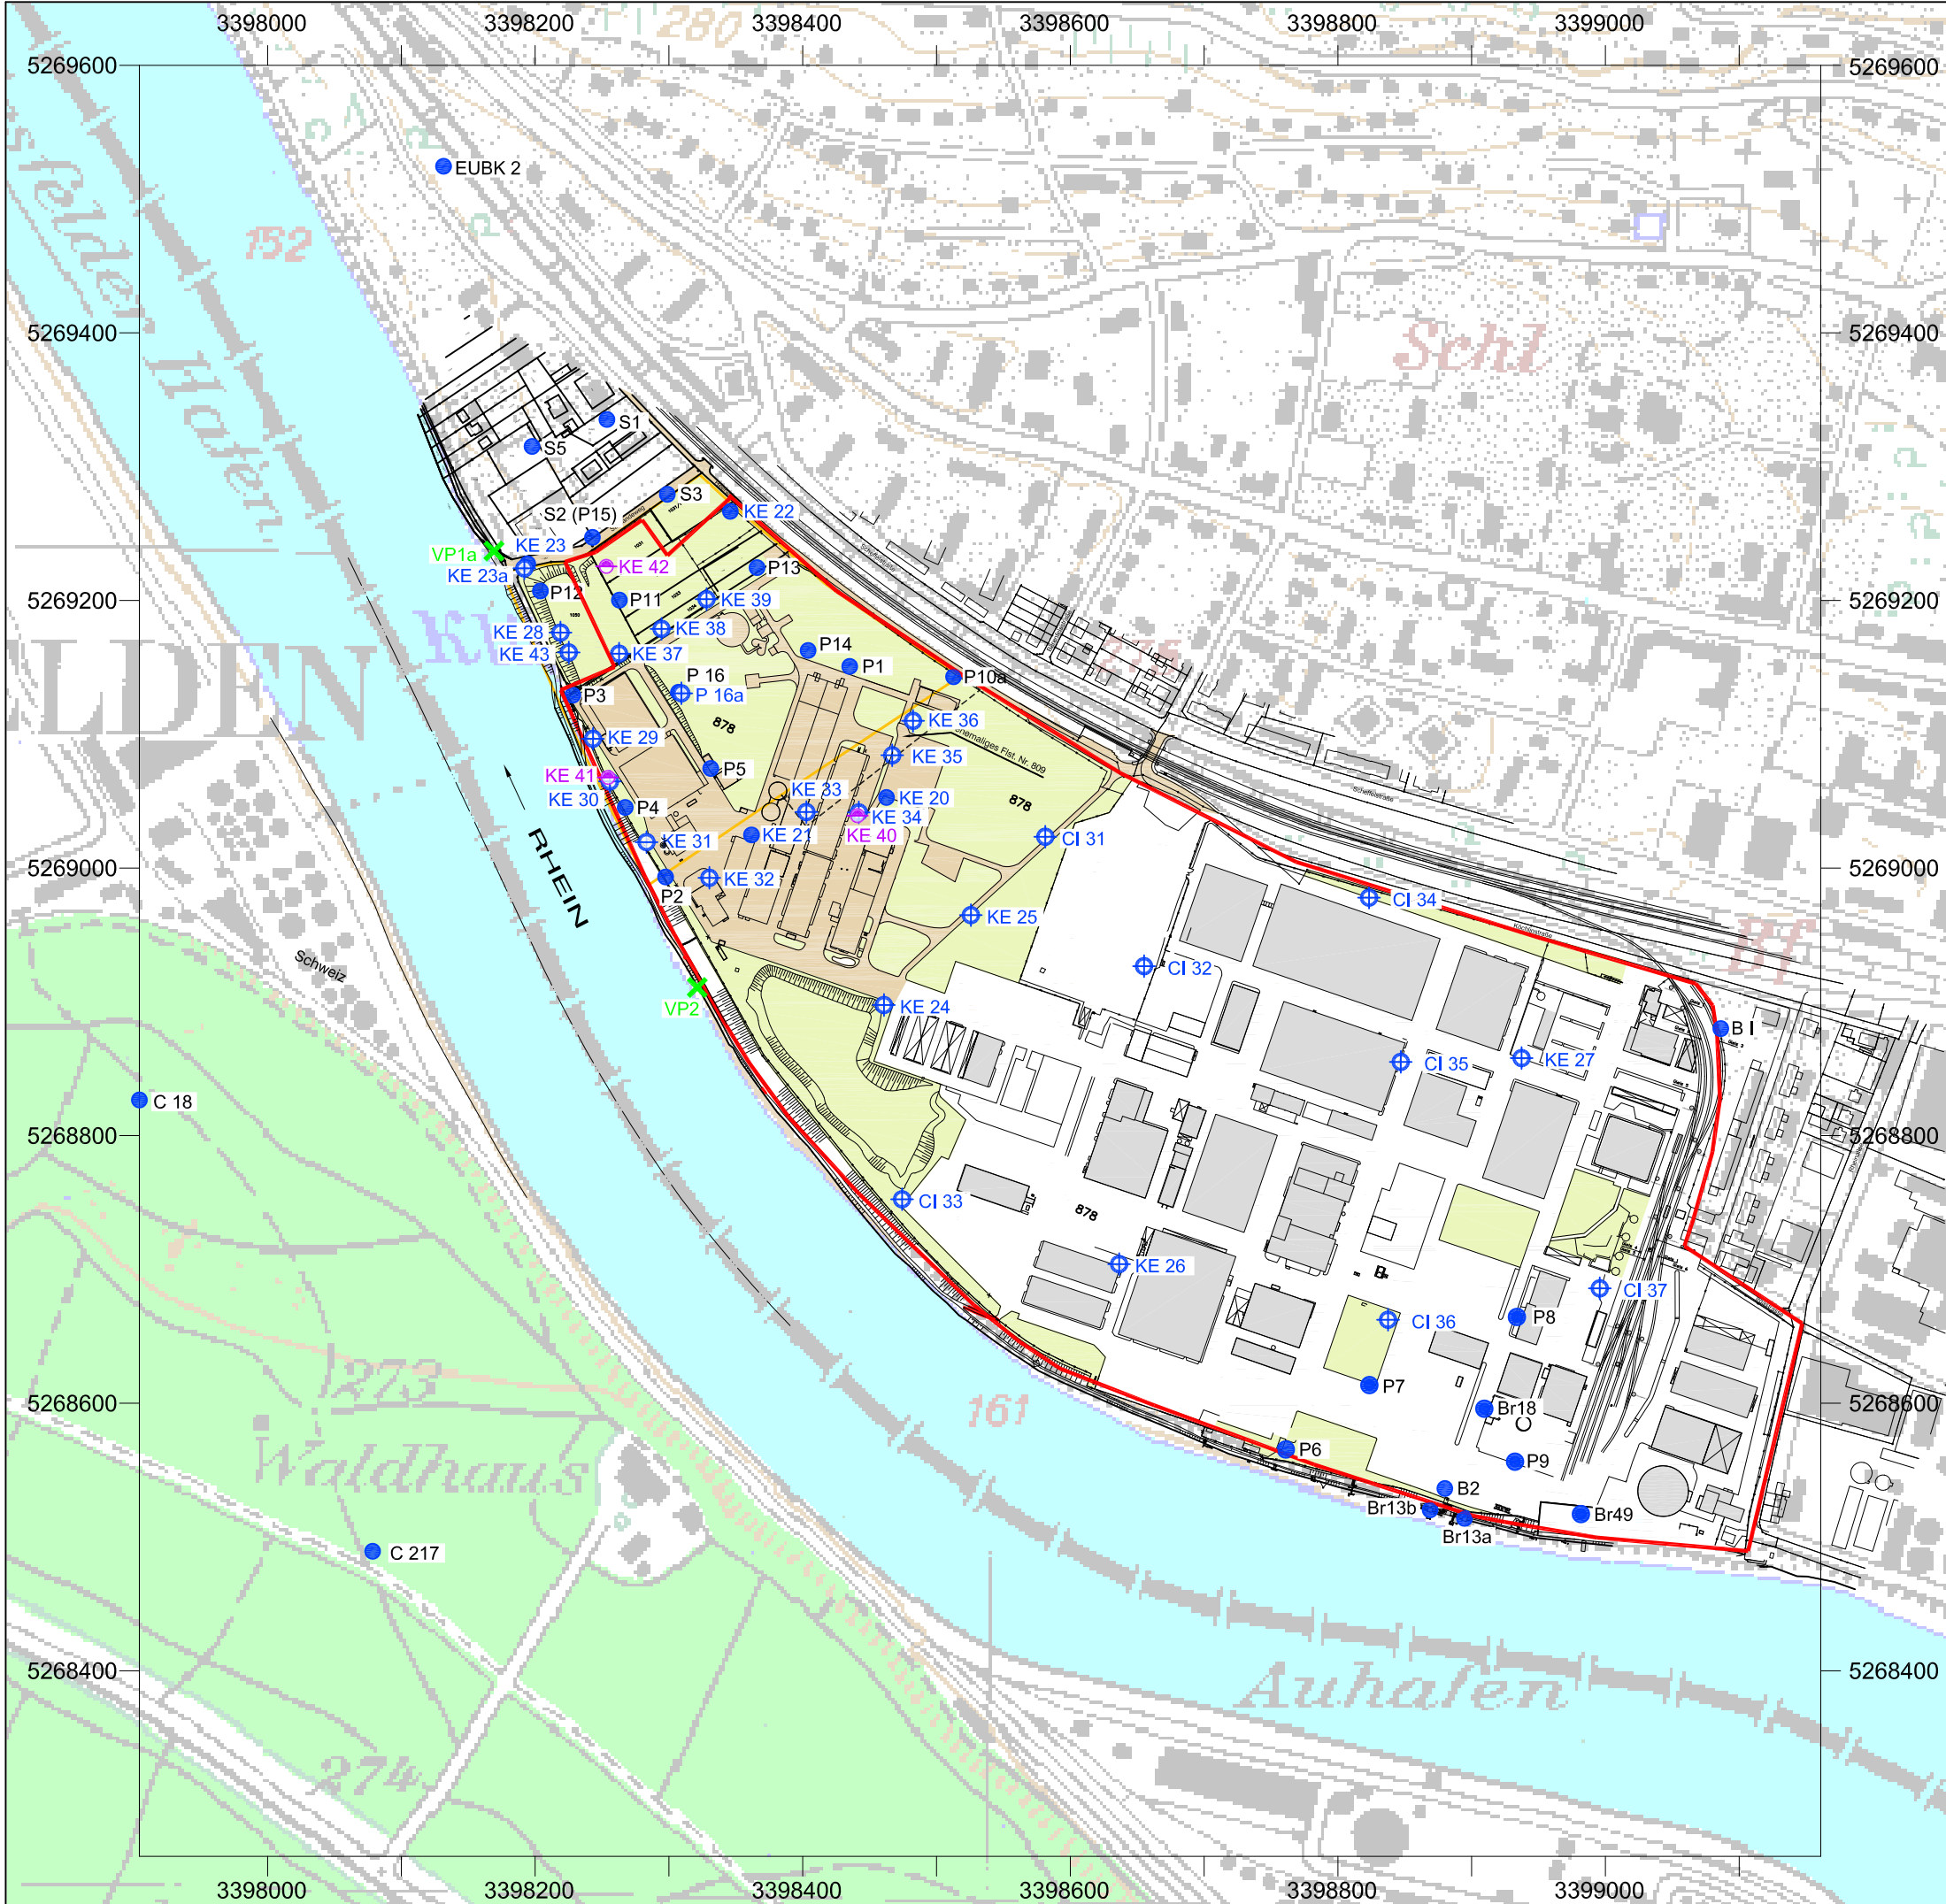 3398000 3398200 3398400 3398600 3398800 3399000
280
5269600 5269600
EUBK 2
152
5269400 5269400
Schl
S1
S5
S3
S2 (P15)
KE 22
KE 23
VP1a
KE 42
P13
KE 23a
P12
P11
KE 39
5269200 5269200
KE 28
KE 38
KE 43
KE 37
P14
P1
P 16
P10a
P 16a
P3
878
KE 36
KE 29
ehemaliges Flst. Nr. 809
KE 35
P5
KE 41
KE 33
KE 20
878
KE 30
P4
KE 34
KE 21
KE 40
CI 31
KE 31
Scheffelstraße
RHEIN
5269000 5269000
P2
KE 32
CI 34
KE 25
Bf
Schweiz
CI 32
VP2
KE 24
B I
CI 35
KE 27
C 18
5268800 5268800
CI 33
878
KE 26
CI 37
CI 36
P8
P7
161
Br18
5268600 5268600
Waldhaus
P6
P9
B2
Br13b
Br49
Br13a
C 217
5268400 5268400
Auhafen
274
3398000 3398200 3398400 3398600 3398800 3399000